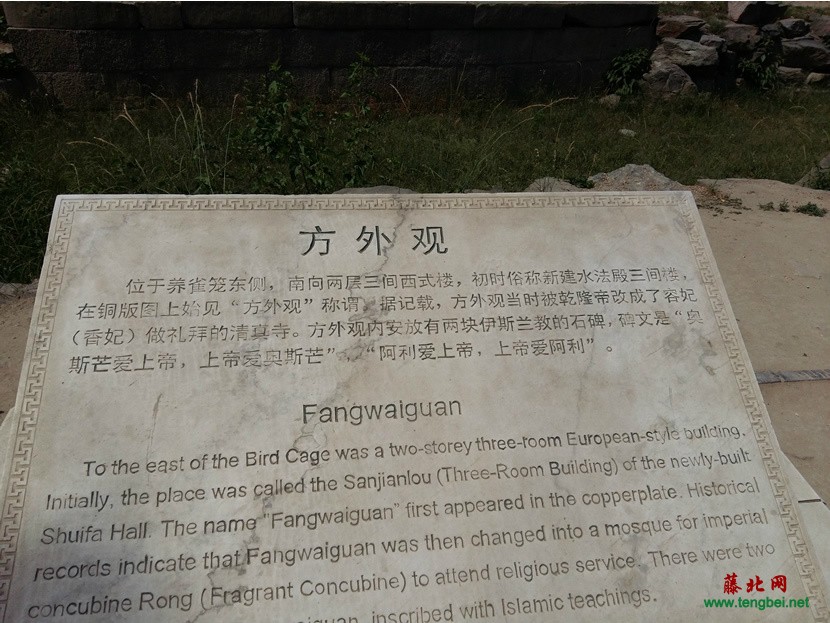 方外观
位于养雀笼东侧，南向两层三间西式楼，初时俗称新建水法殿三间楼，
在铜版图上始见“方外观”称谓。据记载，方外观当时被乾隆帝改成了容妃
（香妃）做礼拜的清真寺。方外观内安放有两块伊斯兰教的石碑，碑文是“奥
斯芒爱上帝，上帝爱奥斯芒”，“阿利爱上帝，上帝爱阿利”。
Fangwaiguan
To the east of the Bird Cage was a two-storey three-room European-style building.
Initially, the place was called the Sanjianlou (Three-Room Building) of the newly-built
Shuifa Hall. The name "Fangwaiguan" first appeared in the copperplate. Historical
records indicate that Fangwaiguan was then changed into a mosque for imperial
concubine Rong (Fragrant Concubine) to attend religious service. There were two
inscribed with Islamic teachings.
藤北网
www.tengbei.net